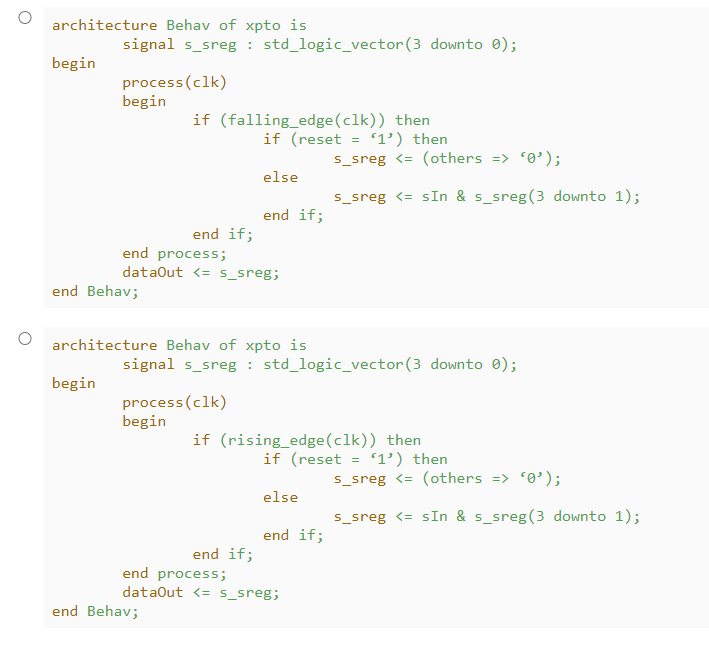 architecture Behav of xpto is
signal s_sreg : std_logic_vector(3 downto 0);
begin
process(clk)
begin
if (falling_edge(clk)) then
if (reset = ‘1’) then
s_sreg <= (others => ‘0’);
else
s_sreg <= sIn & s_sreg(3 downto 1);
end if;
end if;
end process;
dataOut <= s_sreg;
end Behav;
architecture Behav of xpto is
signal s_sreg : std_logic_vector(3 downto 0);
begin
process(clk)
begin
if (rising_edge(clk)) then
if (reset = ‘1’) then
s_sreg <= (others => ‘0’);
else
s_sreg <= sIn & s_sreg(3 downto 1);
end if;
end if;
end process;
dataOut <= s_sreg;
end Behav;